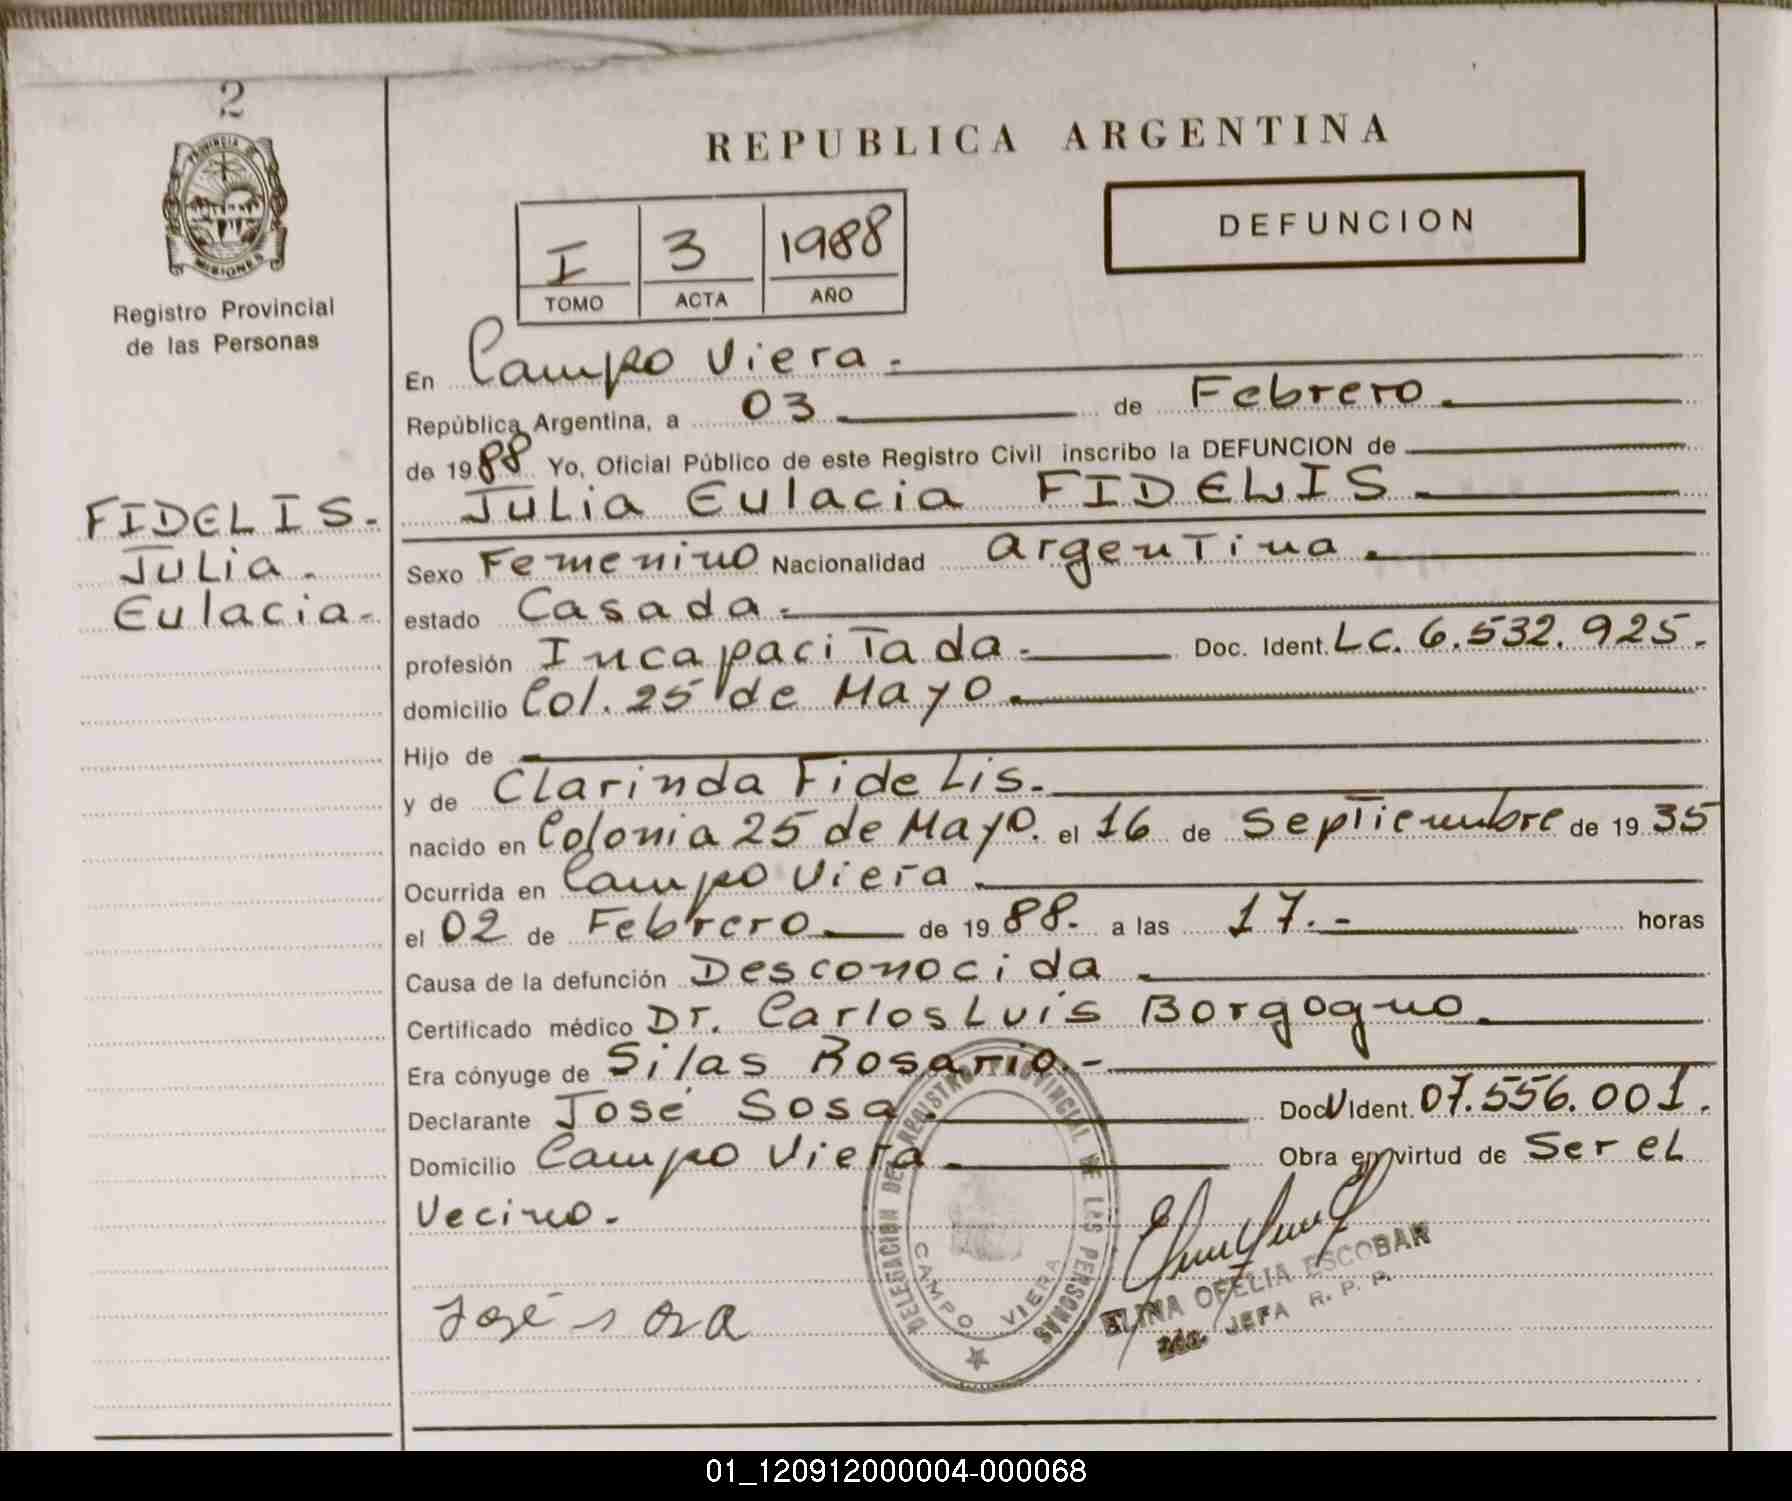 2
PROVINCIA DE
MISIONES
Registro Provincial
de las Personas
FIDELIS.-
Julia.
Eulacia.-
REPUBLICA ARGENTINA
DEFUNCION
I 3 1988
TOMO ACTA AÑO
En Campo Viera.-
República Argentina, a 03 de Febrero.
de 1988 Yo, Oficial Público de este Registro Civil inscribo la DEFUNCION de
Julia Eulacia FIDELIS.
Sexo Femenino Nacionalidad Argentina.
estado Casada.-
profesión Incapacitada.- Doc. Ident. LC. 6.532.925.-
domicilio Col. 25 de Mayo.
Hijo de
y de Clarinda Fidelis.-
nacido en Colonia 25 de Mayo. el 16 de Septiembre de 1935
Ocurrida en Campo Viera.
el 02 de Febrero de 1988.- a las 17.- horas
Causa de la defunción Desconocida.
Certificado médico Dr. Carlos Luis Borgogno.
Era cónyuge de Silas Rosario.-
Declarante José Sosa. Doc. Ident. 07.556.001.
Domicilio Campo Viera. Obra en virtud de Ser el
Vecino.-
José Sosa
DELEGACION DEL REGISTRO PROVINCIAL DE LAS PERSONAS
CAMPO VIERA
ELINA OFELIA ESCOBAR
2da. JEFA R. P. P.
01_120912000004-000068